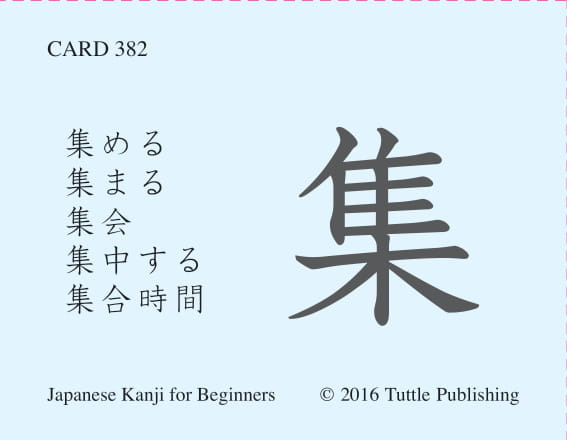 CARD 382
集める
集まる
集会
集中する
集合時間
集
Japanese Kanji for Beginners
© 2016 Tuttle Publishing